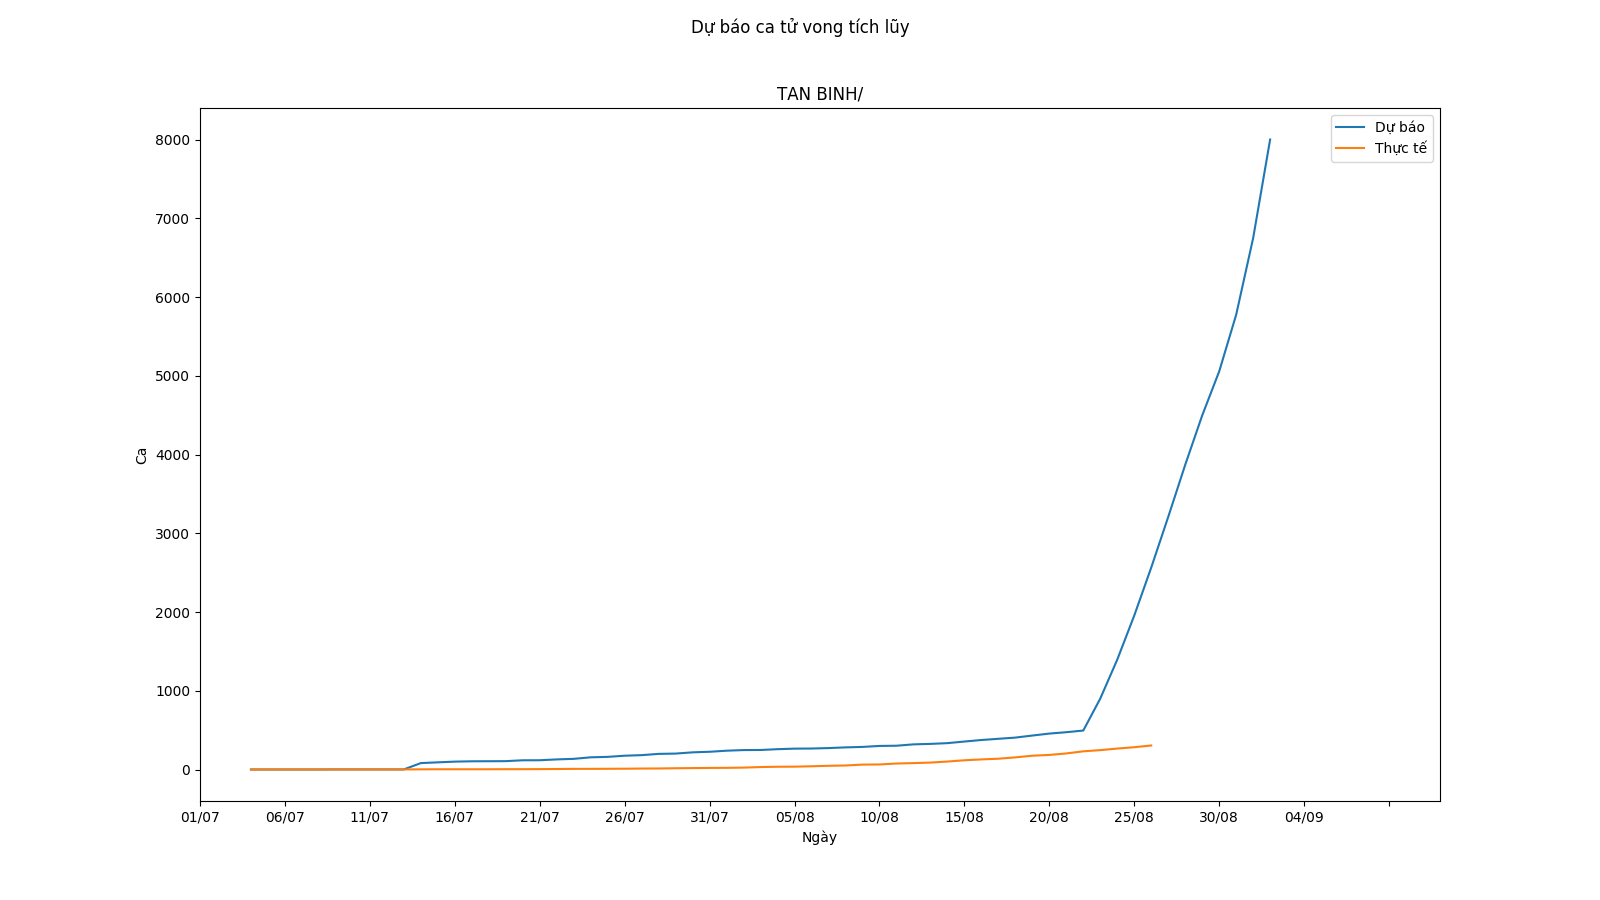 Dự báo ca tử vong tích lũy
TAN BINH/
Dự báo
Thực tế
8000
7000
6000
5000
4000
3000
2000
1000
0
Ca
01/07 06/07 11/07 16/07 21/07 26/07 31/07 05/08 10/08 15/08 20/08 25/08 30/08 04/09
Ngày